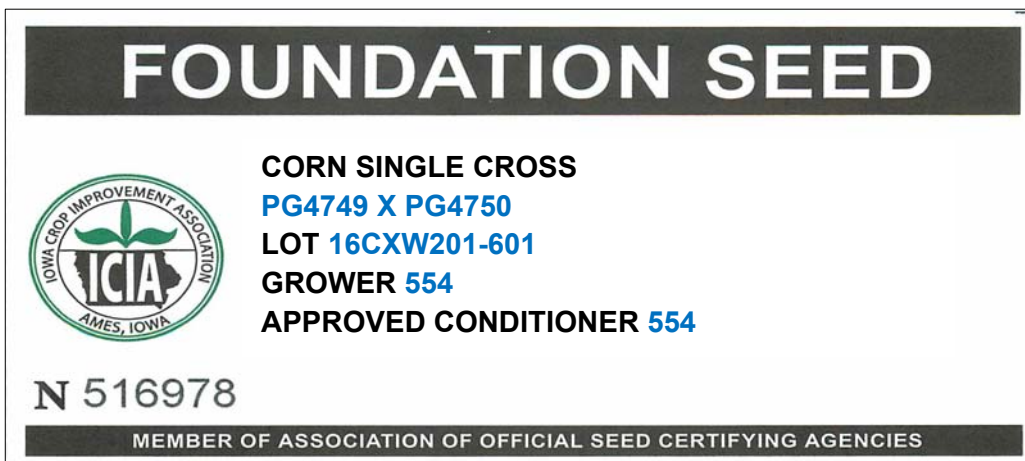 FOUNDATION SEED
IOWA CROP IMPROVEMENT ASSOCIATION
ICIA
AMES, IOWA
CORN SINGLE CROSS
PG4749 X PG4750
LOT 16CXW201-601
GROWER 554
APPROVED CONDITIONER 554
N 516978
MEMBER OF ASSOCIATION OF OFFICIAL SEED CERTIFYING AGENCIES